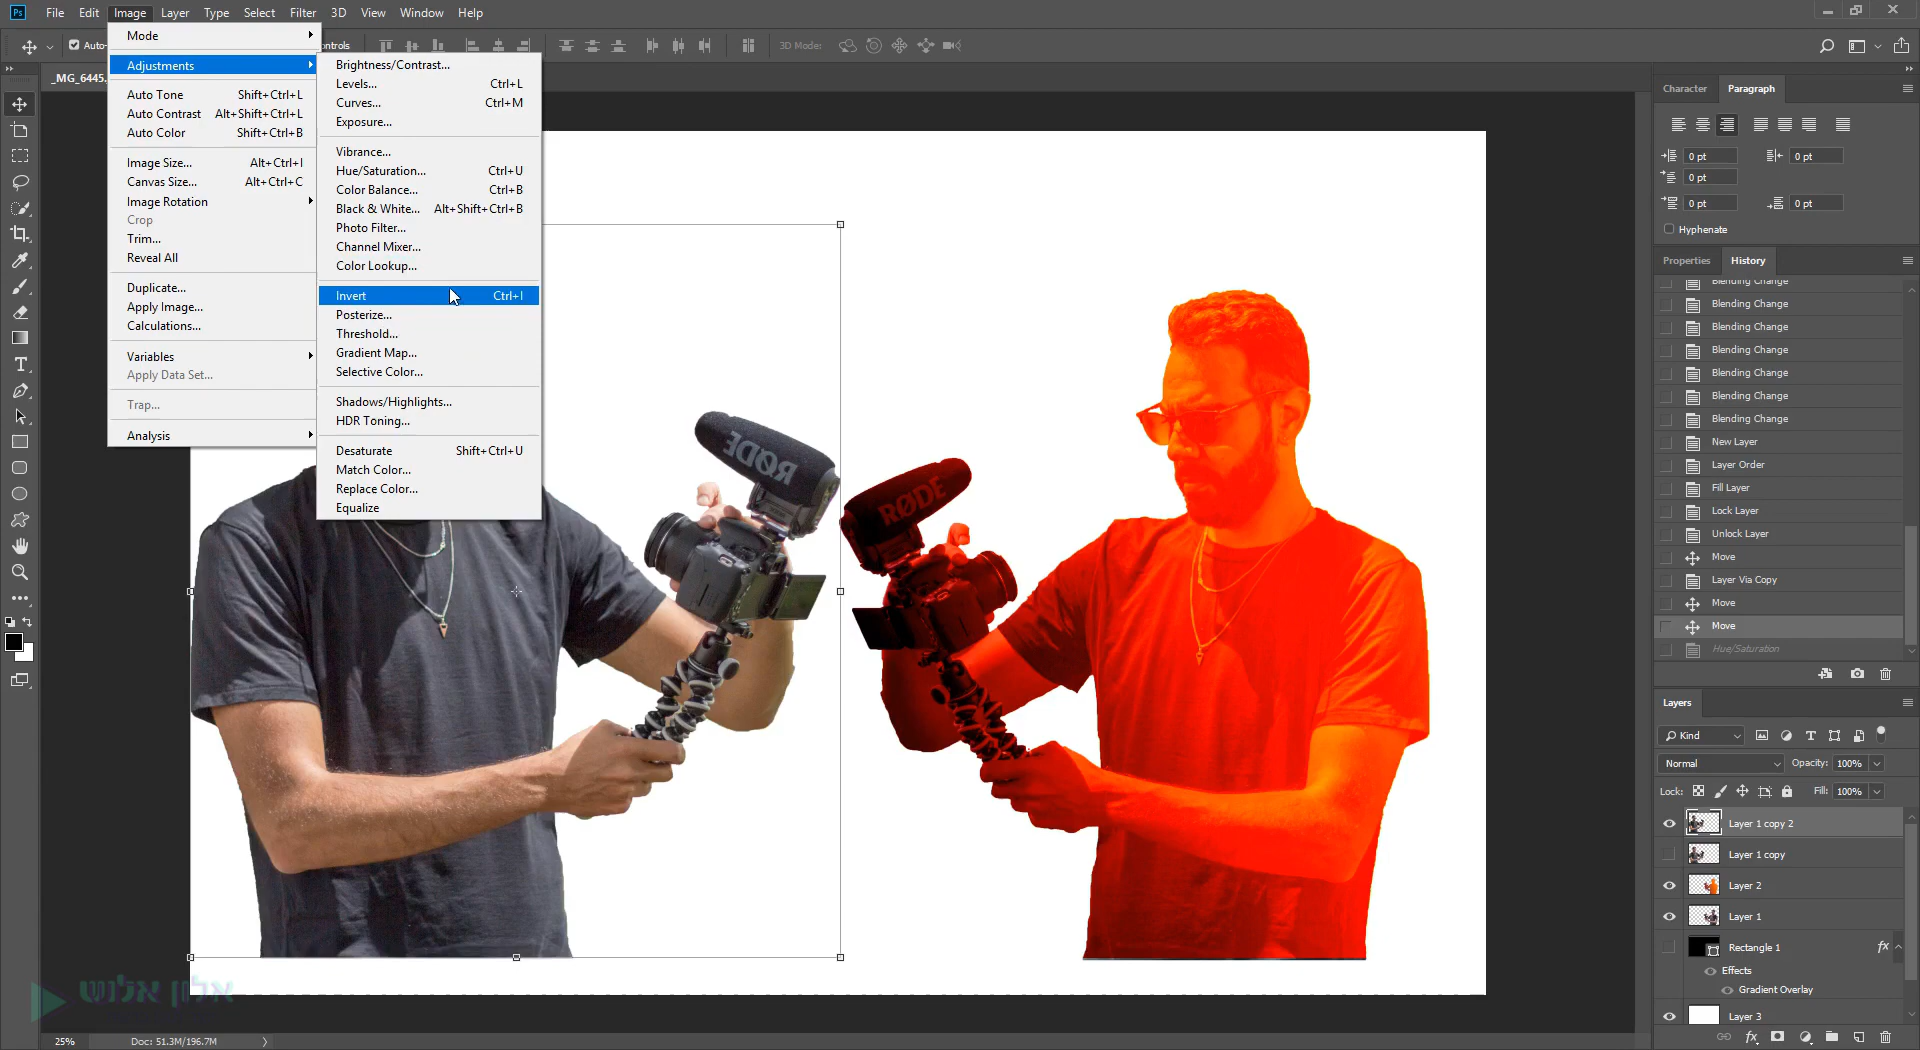 Ps File Edit Image Layer Type Select Filter 3D View Window Help
Auto- ontrols 3D Mode:
_MG_6445.
Mode
Adjustments
Auto Tone Shift+Ctrl+L
Auto Contrast Alt+Shift+Ctrl+L
Auto Color Shift+Ctrl+B
Image Size... Alt+Ctrl+I
Canvas Size... Alt+Ctrl+C
Image Rotation
Crop
Trim...
Reveal All
Duplicate...
Apply Image...
Calculations...
Variables
Apply Data Set...
Trap...
Analysis
Brightness/Contrast...
Levels... Ctrl+L
Curves... Ctrl+M
Exposure...
Vibrance...
Hue/Saturation... Ctrl+U
Color Balance... Ctrl+B
Black & White... Alt+Shift+Ctrl+B
Photo Filter...
Channel Mixer...
Color Lookup...
Invert Ctrl+I
Posterize...
Threshold...
Gradient Map...
Selective Color...
Shadows/Highlights...
HDR Toning...
Desaturate Shift+Ctrl+U
Match Color...
Replace Color...
Equalize
RØDE
RØDE
אלון אלוש
25% Doc: 51.3M/196.7M
Character Paragraph
0 pt 0 pt
0 pt
0 pt 0 pt
Hyphenate
Properties History
Blending Change
Blending Change
Blending Change
Blending Change
Blending Change
Blending Change
Blending Change
New Layer
Layer Order
Fill Layer
Lock Layer
Unlock Layer
Move
Layer Via Copy
Move
Move
Hue/Saturation
Layers
Kind
Normal Opacity: 100%
Lock: Fill: 100%
Layer 1 copy 2
Layer 1 copy
Layer 2
Layer 1
Rectangle 1 fx
Effects
Gradient Overlay
Layer 3
fx